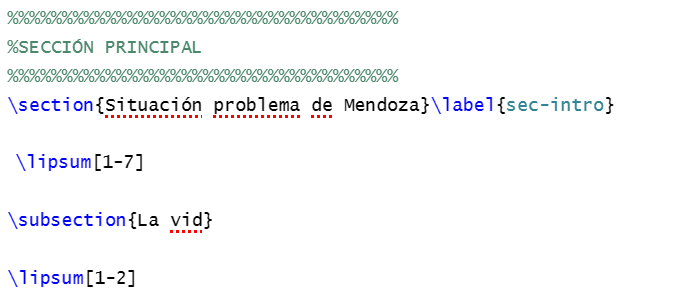 %%%%%%%%%%%%%%%%%%%%%%%%%%%%%%%%%%%%
%SECCIÓN PRINCIPAL
%%%%%%%%%%%%%%%%%%%%%%%%%%%%%%%%%%%%
\section{Situación problema de Mendoza}\label{sec-intro}
\lipsum[1-7]
\subsection{La vid}
\lipsum[1-2]